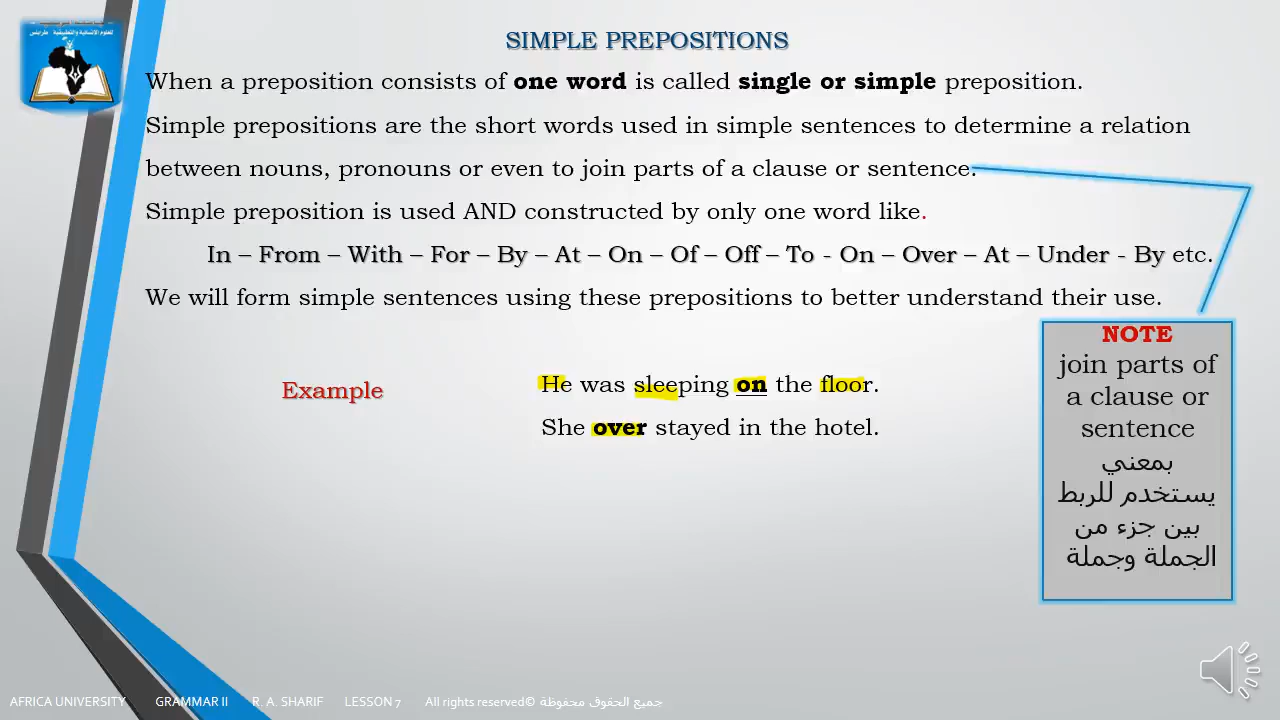 للعلوم الإنسانية والتطبيقية - طرابلس
SIMPLE PREPOSITIONS
When a preposition consists of one word is called single or simple preposition.
Simple prepositions are the short words used in simple sentences to determine a relation
between nouns, pronouns or even to join parts of a clause or sentence.
Simple preposition is used AND constructed by only one word like.
In – From – With – For – By – At – On – Of – Off – To - On – Over – At – Under - By etc.
We will form simple sentences using these prepositions to better understand their use.
Example
He was sleeping on the floor.
She over stayed in the hotel.
NOTE
join parts of
a clause or
sentence
بمعني
يستخدم للربط
بين جزء من
الجملة وجملة
AFRICA UNIVERSITY GRAMMAR II R. A. SHARIF LESSON 7 All rights reserved© جميع الحقوق محفوظة